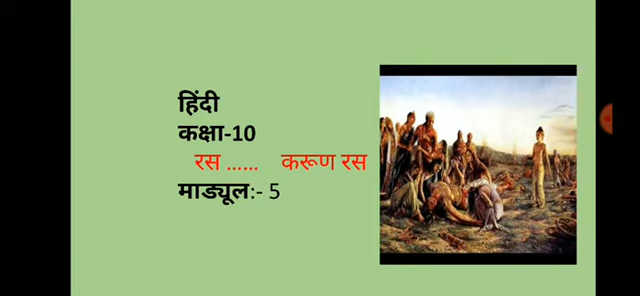 हिंदी
कक्षा-10
रस ...... करूण रस
माड्यूल:- 5